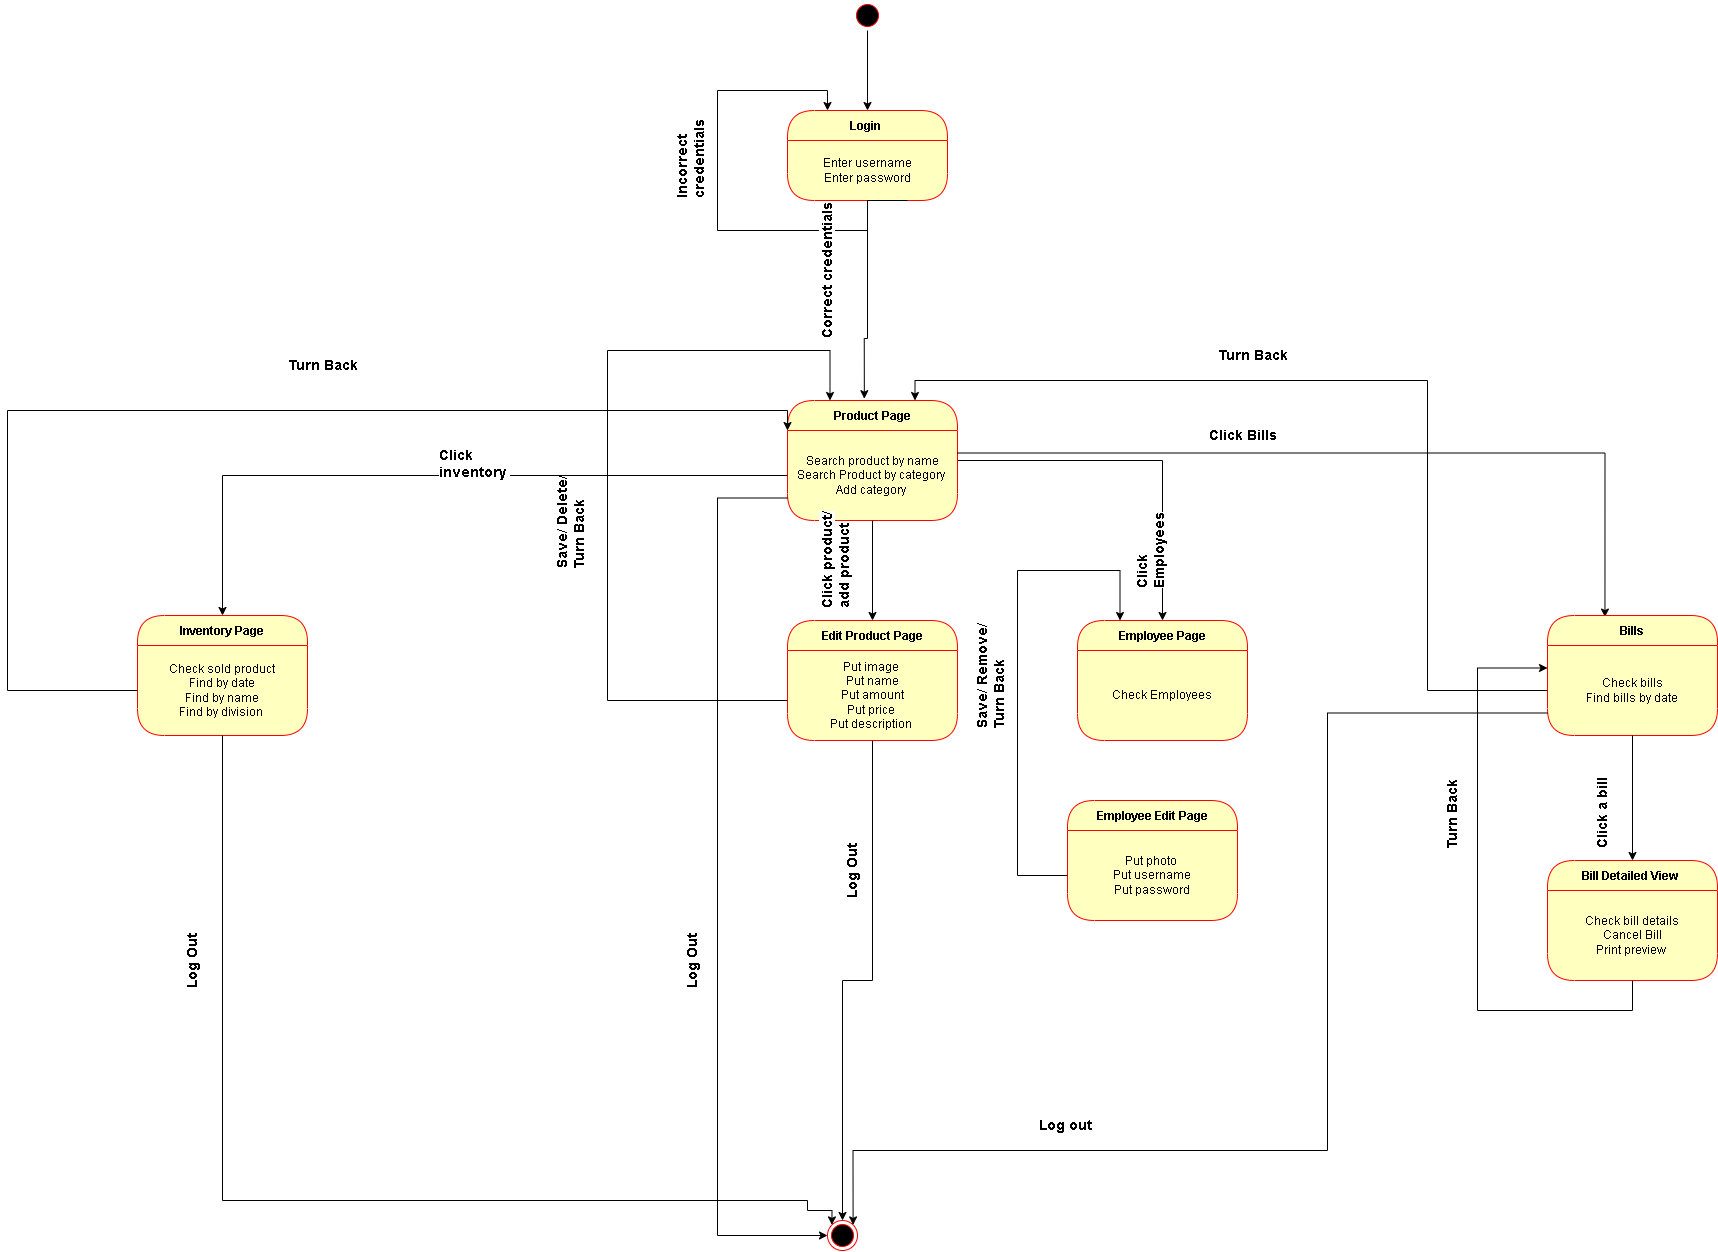 Login
Enter username
Enter password
Incorrect
credentials
Correct credentials
Turn Back
Turn Back
Product Page
Search product by name
Search Product by category
Add category
Click Bills
Click
inventory
Save/ Delete/
Turn Back
Click product/
add product
Click
Employees
Inventory Page
Check sold product
Find by date
Find by name
Find by division
Edit Product Page
Put image
Put name
Put amount
Put price
Put description
Save/ Remove/
Turn Back
Employee Page
Check Employees
Bills
Check bills
Find bills by date
Turn Back
Click a bill
Employee Edit Page
Put photo
Put username
Put password
Log Out
Bill Detailed View
Check bill details
Cancel Bill
Print preview
Log Out
Log Out
Log out